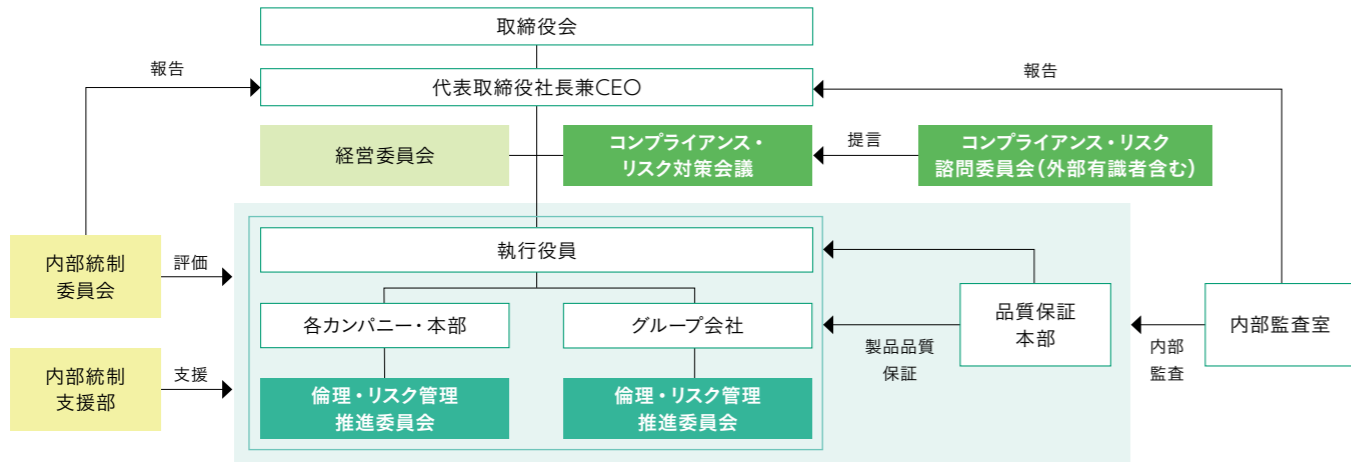 取締役会
報告
代表取締役社長兼CEO
報告
経営委員会
コンプライアンス・
リスク対策会議
提言
コンプライアンス・リスク
諮問委員会（外部有識者含む）
内部統制
委員会
評価
執行役員
各カンパニー・本部
グループ会社
製品品質
保証
品質保証
本部
内部
監査
内部監査室
内部統制
支援部
支援
倫理・リスク管理
推進委員会
倫理・リスク管理
推進委員会